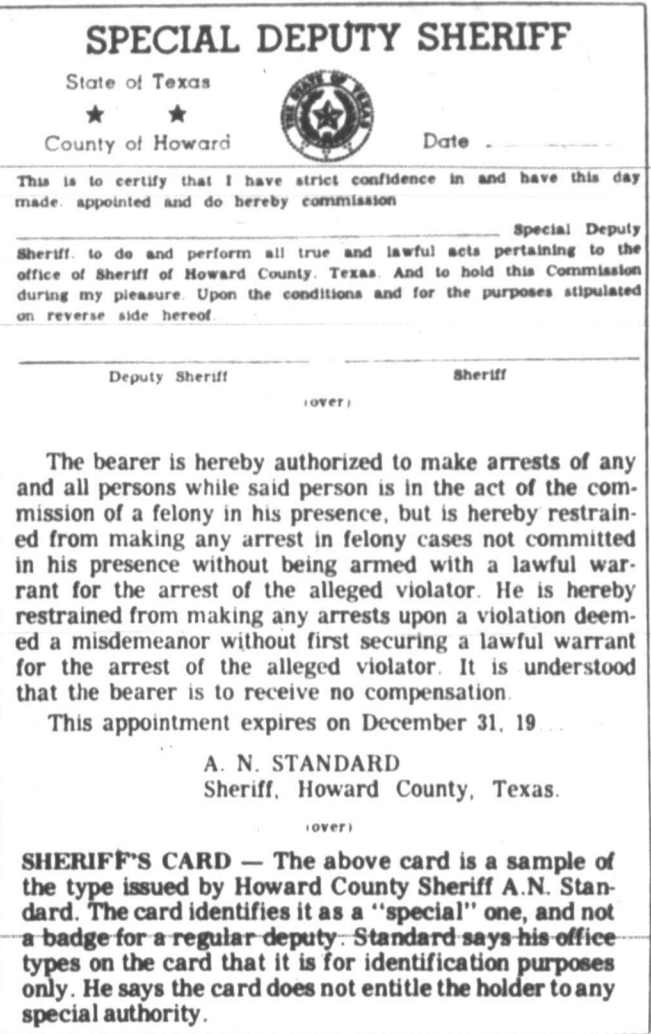 SPECIAL DEPUTY SHERIFF
State of Texas
★ ★
THE STATE OF TEXAS
County of Howard
Date
This is to certify that I have strict confidence in and have this day
made. appointed and do hereby commission
Special Deputy
Sheriff. to do and perform all true and lawful acts pertaining to the
office of Sheriff of Howard County. Texas. And to hold this Commission
during my pleasure. Upon the conditions and for the purposes stipulated
on reverse side hereof.
Deputy Sheriff Sheriff
(over)
The bearer is hereby authorized to make arrests of any
and all persons while said person is in the act of the com-
mission of a felony in his presence, but is hereby restrain-
ed from making any arrest in felony cases not committed
in his presence without being armed with a lawful war-
rant for the arrest of the alleged violator. He is hereby
restrained from making any arrests upon a violation deem-
ed a misdemeanor without first securing a lawful warrant
for the arrest of the alleged violator. It is understood
that the bearer is to receive no compensation.
This appointment expires on December 31, 19...
A. N. STANDARD
Sheriff, Howard County, Texas.
(over)
SHERIFF'S CARD — The above card is a sample of
the type issued by Howard County Sheriff A.N. Stan-
dard. The card identifies it as a "special" one, and not
a badge for a regular deputy. Standard says his office
types on the card that it is for identification purposes
only. He says the card does not entitle the holder to any
special authority.